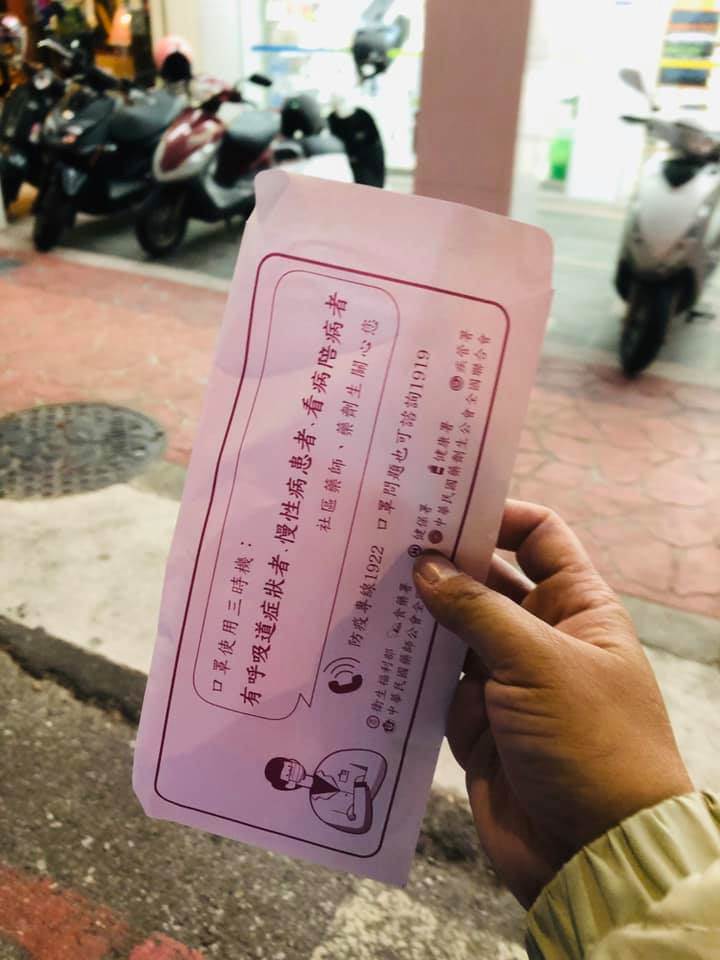 口罩使用三時機：
有呼吸道症狀者、慢性病患者、看病陪病者
社區藥師、藥劑生關心您
防疫專線1922 口罩問題也可諮詢1919
衛生福利部 食藥署 健保署 健康署 疾管署
中華民國藥師公會全 中華民國藥劑生公會全國聯合會